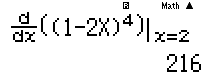 R Math ▲
d/dx((1-2X)^4)|x=2
216